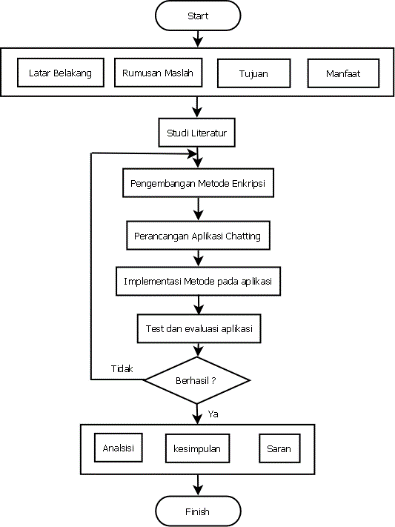 Start
Latar Belakang
Rumusan Maslah
Tujuan
Manfaat
Studi Literatur
Pengembangan Metode Enkripsi
Perancangan Aplikasi Chatting
Implementasi Metode pada aplikasi
Test dan evaluasi aplikasi
Tidak
Berhasil ?
Ya
Analsisi
kesimpulan
Saran
Finish